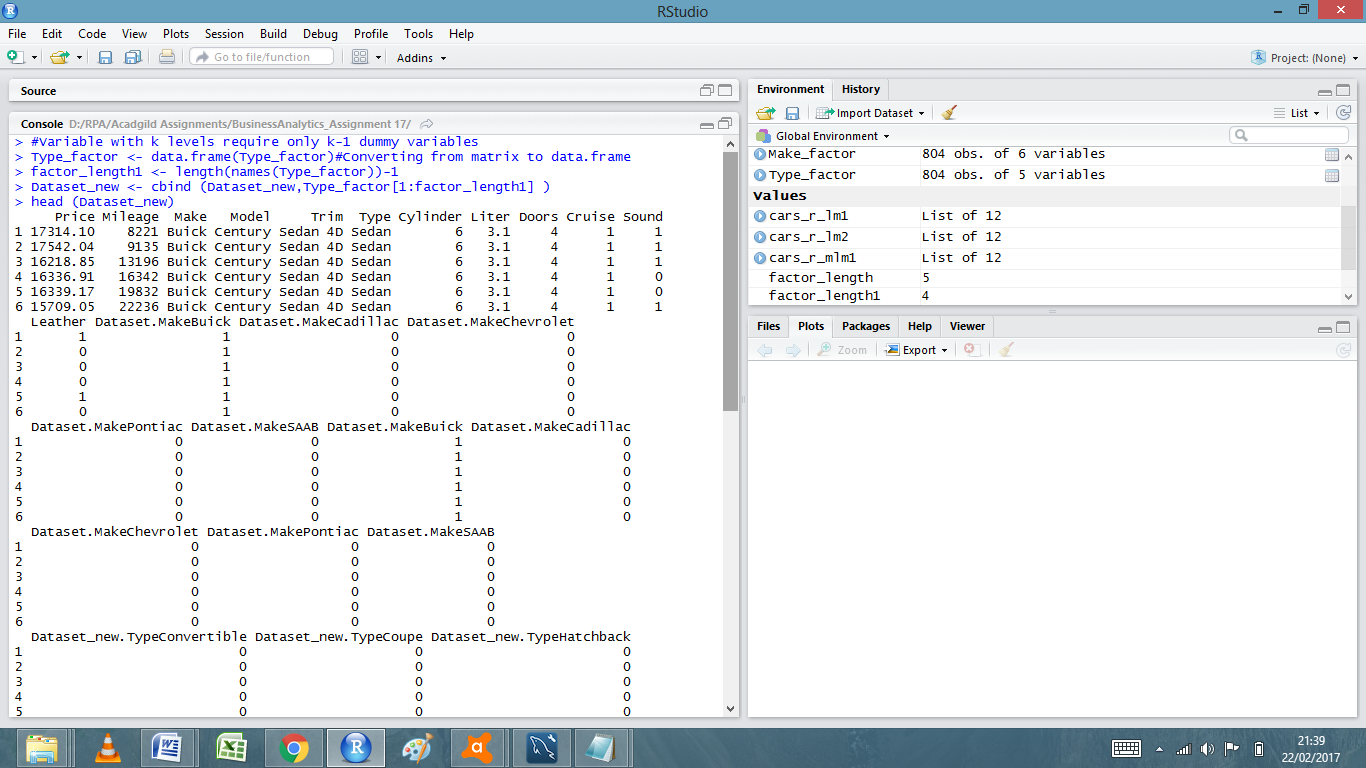 RStudio
File Edit Code View Plots Session Build Debug Profile Tools Help
Go to file/function Addins Project: (None)
Source
Console D:/RPA/Acadgild Assignments/BusinessAnalytics_Assignment 17/
> #Variable with k levels require only k-1 dummy variables
> Type_factor <- data.frame(Type_factor)#Converting from matrix to data.frame
> factor_length1 <- length(names(Type_factor))-1
> Dataset_new <- cbind (Dataset_new,Type_factor[1:factor_length1] )
> head (Dataset_new)
Price Mileage Make Model Trim Type Cylinder Liter Doors Cruise Sound
1 17314.10 8221 Buick Century Sedan 4D Sedan 6 3.1 4 1 1
2 17542.04 9135 Buick Century Sedan 4D Sedan 6 3.1 4 1 1
3 16218.85 13196 Buick Century Sedan 4D Sedan 6 3.1 4 1 1
4 16336.91 16342 Buick Century Sedan 4D Sedan 6 3.1 4 1 0
5 16339.17 19832 Buick Century Sedan 4D Sedan 6 3.1 4 1 0
6 15709.05 22236 Buick Century Sedan 4D Sedan 6 3.1 4 1 1
Leather Dataset.MakeBuick Dataset.MakeCadillac Dataset.MakeChevrolet
1 1 1 0 0
2 0 1 0 0
3 0 1 0 0
4 0 1 0 0
5 1 1 0 0
6 0 1 0 0
Dataset.MakePontiac Dataset.MakeSAAB Dataset.MakeBuick Dataset.MakeCadillac
1 0 0 1 0
2 0 0 1 0
3 0 0 1 0
4 0 0 1 0
5 0 0 1 0
6 0 0 1 0
Dataset.MakeChevrolet Dataset.MakePontiac Dataset.MakeSAAB
1 0 0 0
2 0 0 0
3 0 0 0
4 0 0 0
5 0 0 0
6 0 0 0
Dataset_new.TypeConvertible Dataset_new.TypeCoupe Dataset_new.TypeHatchback
1 0 0 0
2 0 0 0
3 0 0 0
4 0 0 0
5 0 0 0
Environment History
Import Dataset List
Global Environment
Make_factor 804 obs. of 6 variables
Type_factor 804 obs. of 5 variables
Values
cars_r_lm1 List of 12
cars_r_lm2 List of 12
cars_r_mlm1 List of 12
factor_length 5
factor_length1 4
Files Plots Packages Help Viewer
Zoom Export
21:39
22/02/2017